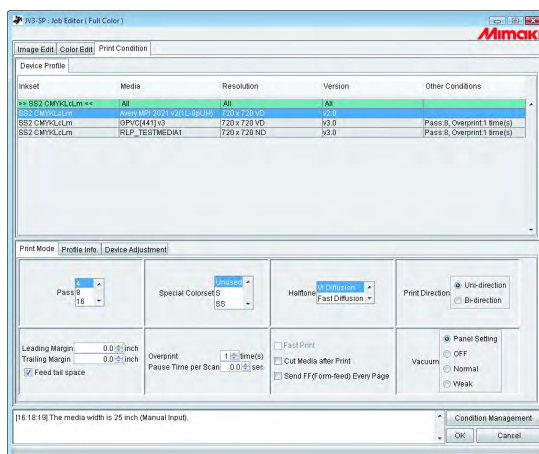 JV3-SP : Job Editor ( Full Color )
Mimaki
Image Edit Color Edit Print Condition
Device Profile
Inkset Media Resolution Version Other Conditions
>> SS2 CMYKLcLm << All All All
SS2 CMYKLcLm Avery MPI 2021 v2(1L-8pUH) 720 x 720 VD v2.0
SS2 CMYKLcLm GPVC[441] v3 720 x 720 VD v3.0 Pass:8, Overprint:1 time(s)
SS2 CMYKLcLm RLP_TESTMEDIA1 720 x 720 ND v3.0 Pass:8, Overprint:1 time(s)
Print Mode Profile Info. Device Adjustment
Pass 4 8 16
Special Colorset Unused S SS
Halftone VI Diffusion Fast Diffusion
Print Direction Uni-direction Bi-direction
Leading Margin 0.0 inch
Trailing Margin 0.0 inch
Feed tail space
Overprint 1 time(s)
Pause Time per Scan 0.0 sec
Fast Print
Cut Media after Print
Send FF(Form-feed) Every Page
Vacuum Panel Setting
OFF
Normal
Weak
[16:18:19] The media width is 25 inch (Manual Input).
Condition Management
OK Cancel